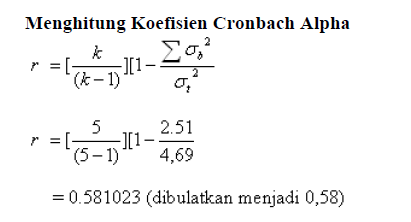 Menghitung Koefisien Cronbach Alpha
r = [k/(k−1)][1−∑σb²/σt²
r = [5/(5−1)][1−2.51/4,69
= 0.581023 (dibulatkan menjadi 0,58)